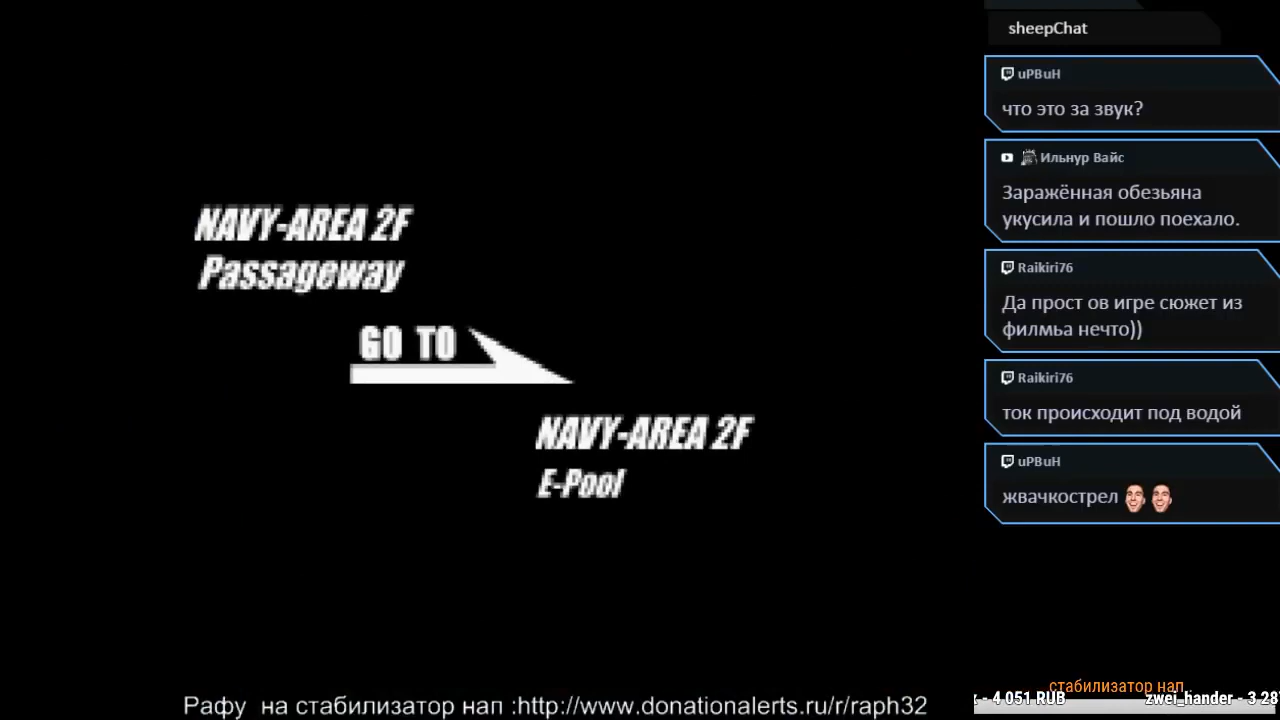 NAVY-AREA 2F
Passageway
GO TO
NAVY-AREA 2F
E-Pool
sheepChat
uPBuH
что это за звук?
Ильнур Вайс
Заражённая обезьяна
укусила и пошло поехало.
Raikiri76
Да прост ов игре сюжет из
филмьа нечто))
Raikiri76
ток происходит под водой
uPBuH
жвачкострел
Рафу на стабилизатор нап :http://www.donationalerts.ru/r/raph32
стабилизатор нап
- 4 051 RUB zwei_hander - 3 28